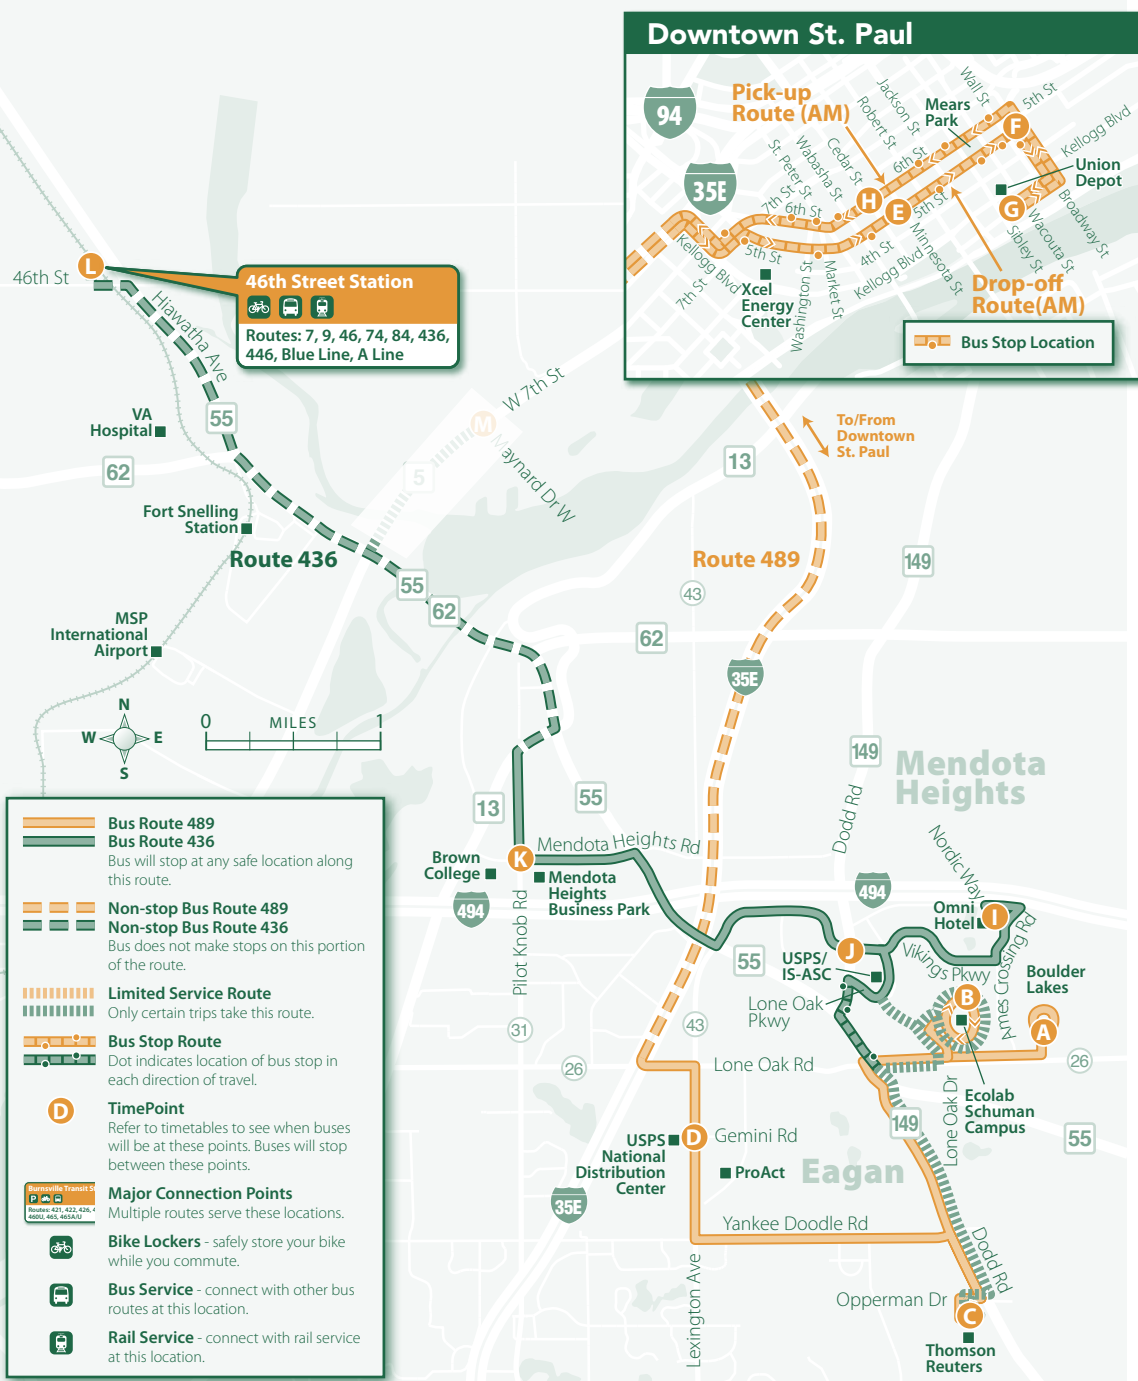 Downtown St. Paul
94
35E
Pick-up
Route (AM)
Mears
Park
Wall St
Jackson St
Robert St
5th St
Kellogg Blvd
Union
Depot
6th St
Cedar St
Wabasha St
St. Peter St
7th St
6th St
H
E
F
G
5th St
Minnesota St
Sibley St
Wacouta St
Broadway St
Kellogg Blvd
7th St
5th St
4th St
Kellogg Blvd
Market St
Washington St
Xcel
Energy
Center
Drop-off
Route(AM)
Bus Stop Location
46th St
L
46th Street Station
Routes: 7, 9, 46, 74, 84, 436,
446, Blue Line, A Line
Hiawatha Ave
55
VA
Hospital
62
M
W 7th St
5
Maynard Dr W
To/From
Downtown
St. Paul
13
Fort Snelling
Station
Route 436
Route 489
149
55
62
43
62
35E
MSP
International
Airport
N
W
E
S
0
MILES
1
149
Mendota
Heights
13
55
Dodd Rd
Nordic Way
Mendota Heights Rd
K
Brown
College
Mendota
Heights
Business Park
494
494
Omni
Hotel
I
J
USPS/
IS-ASC
55
Vikings Pkwy
Ames Crossing Rd
Boulder
Lakes
Pilot Knob Rd
Lone Oak
Pkwy
B
A
31
43
26
Lone Oak Rd
26
Ecolab
Schuman
Campus
Lone Oak Dr
149
55
USPS
National
Distribution
Center
D
Gemini Rd
ProAct
Eagan
35E
Yankee Doodle Rd
Dodd Rd
Lexington Ave
Opperman Dr
C
Thomson
Reuters
Bus Route 489
Bus Route 436
Bus will stop at any safe location along
this route.
Non-stop Bus Route 489
Non-stop Bus Route 436
Bus does not make stops on this portion
of the route.
Limited Service Route
Only certain trips take this route.
Bus Stop Route
Dot indicates location of bus stop in
each direction of travel.
D
TimePoint
Refer to timetables to see when buses
will be at these points. Buses will stop
between these points.
Burnsville Transit St
P
Routes: 421, 422, 426, 4
460U, 465, 465A/U
Major Connection Points
Multiple routes serve these locations.
Bike Lockers - safely store your bike
while you commute.
Bus Service - connect with other bus
routes at this location.
Rail Service - connect with rail service
at this location.